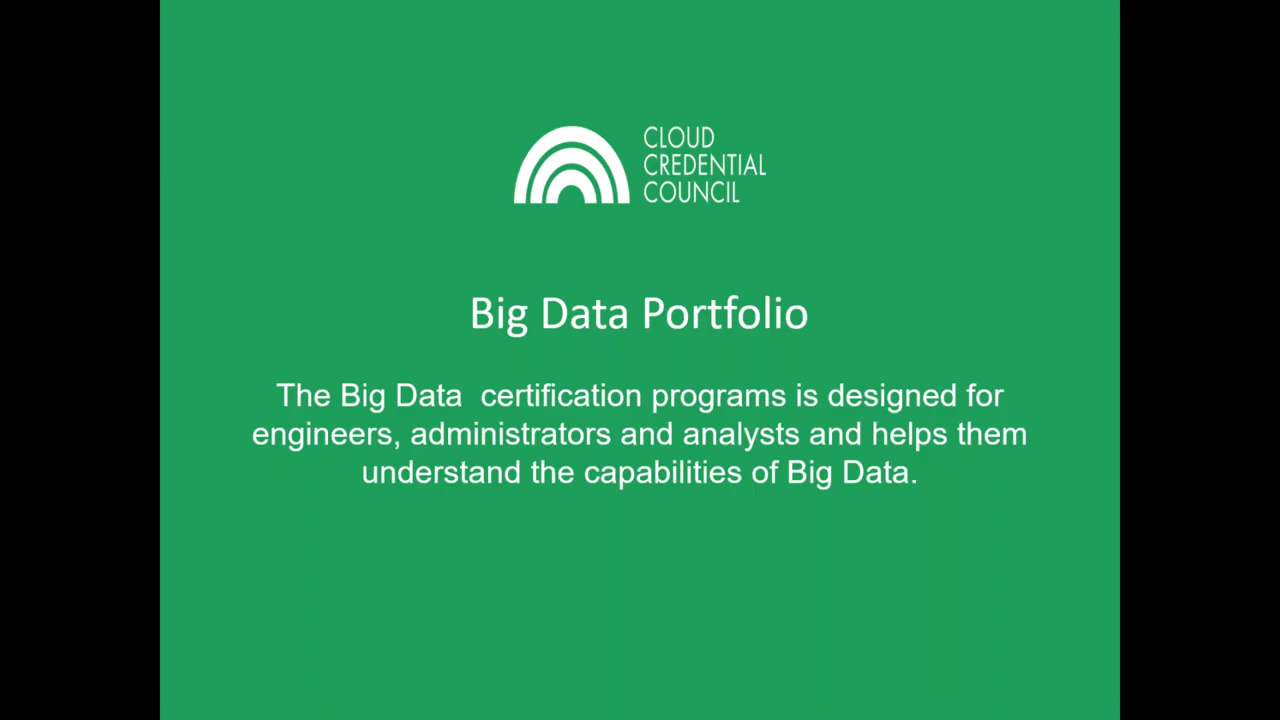 CLOUD
CREDENTIAL
COUNCIL
Big Data Portfolio
The Big Data  certification programs is designed for
engineers, administrators and analysts and helps them
understand the capabilities of Big Data.